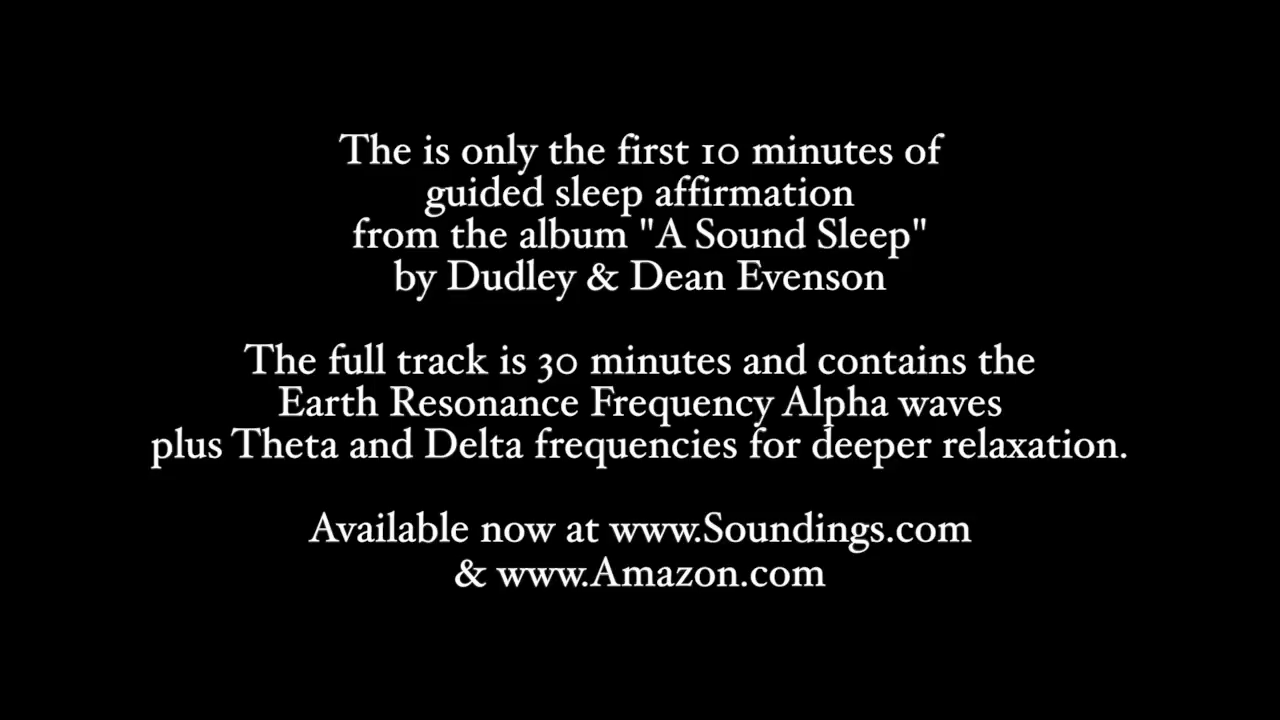 The is only the first 10 minutes of
guided sleep affirmation
from the album "A Sound Sleep"
by Dudley & Dean Evenson
The full track is 30 minutes and contains the
Earth Resonance Frequency Alpha waves
plus Theta and Delta frequencies for deeper relaxation.
Available now at www.Soundings.com
& www.Amazon.com